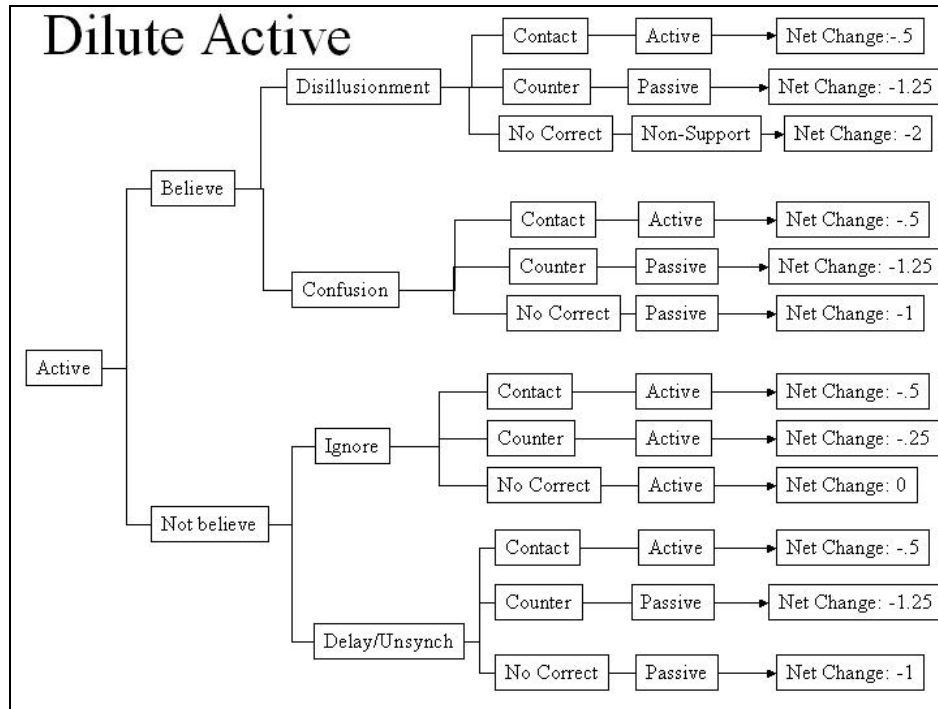 Dilute Active
Contact
Active
Net Change:-.5
Disillusionment
Counter
Passive
Net Change: -1.25
No Correct
Non-Support
Net Change: -2
Believe
Contact
Active
Net Change: -.5
Counter
Passive
Net Change: -1.25
Confusion
No Correct
Passive
Net Change: -1
Active
Contact
Active
Net Change: -.5
Ignore
Counter
Active
Net Change: -.25
No Correct
Active
Net Change: 0
Not believe
Contact
Active
Net Change: -.5
Counter
Passive
Net Change: -1.25
Delay/Unsynch
No Correct
Passive
Net Change: -1